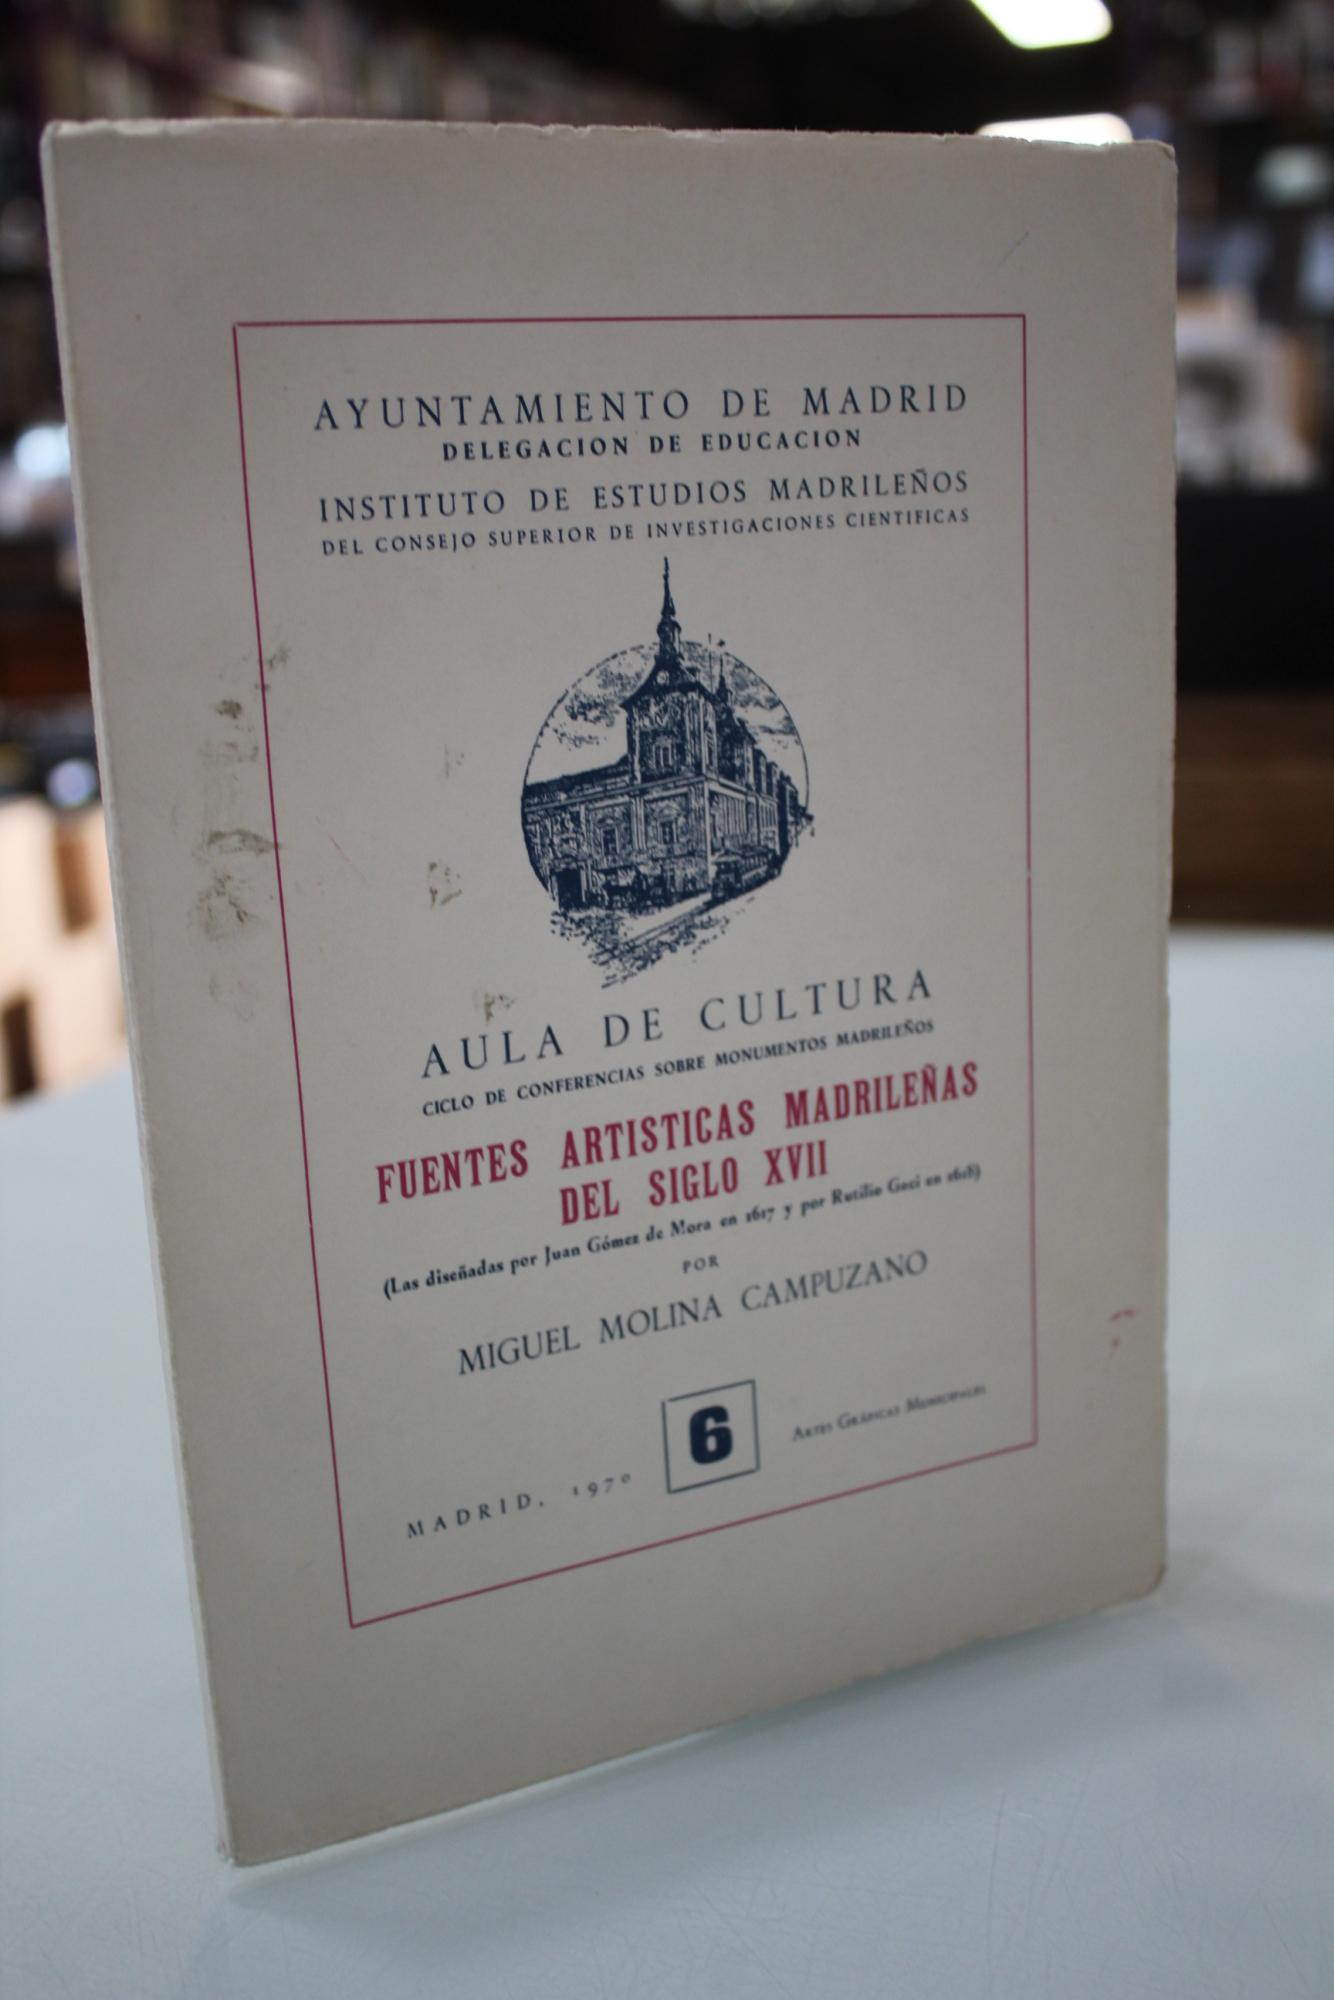 AYUNTAMIENTO DE MADRID
DELEGACION DE EDUCACION
INSTITUTO DE ESTUDIOS MADRILEÑOS
DEL CONSEJO SUPERIOR DE INVESTIGACIONES CIENTIFICAS
AULA DE CULTURA
CICLO DE CONFERENCIAS SOBRE MONUMENTOS MADRILEÑOS
FUENTES ARTISTICAS MADRILEÑAS
DEL SIGLO XVII
(Las diseñadas por Juan Gómez de Mora en 1617 y por Rutilio Gaci en 1618)
POR
MIGUEL MOLINA CAMPUZANO
MADRID, 1970
6
ARTES GRÁFICAS MUNICIPALES